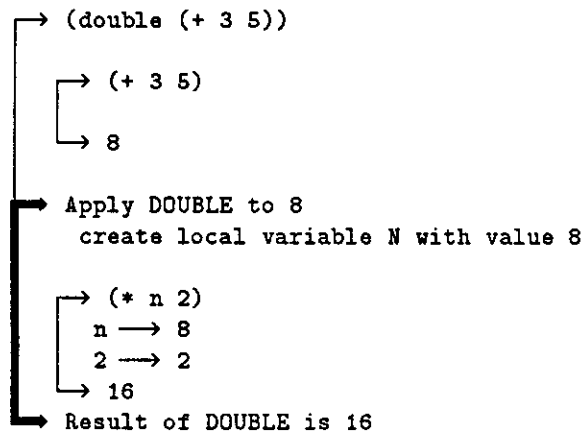 → (double (+ 3 5))
→ (+ 3 5)
→ 8
→ Apply DOUBLE to 8
create local variable N with value 8
→ (* n 2)
n → 8
2 → 2
→ 16
→ Result of DOUBLE is 16